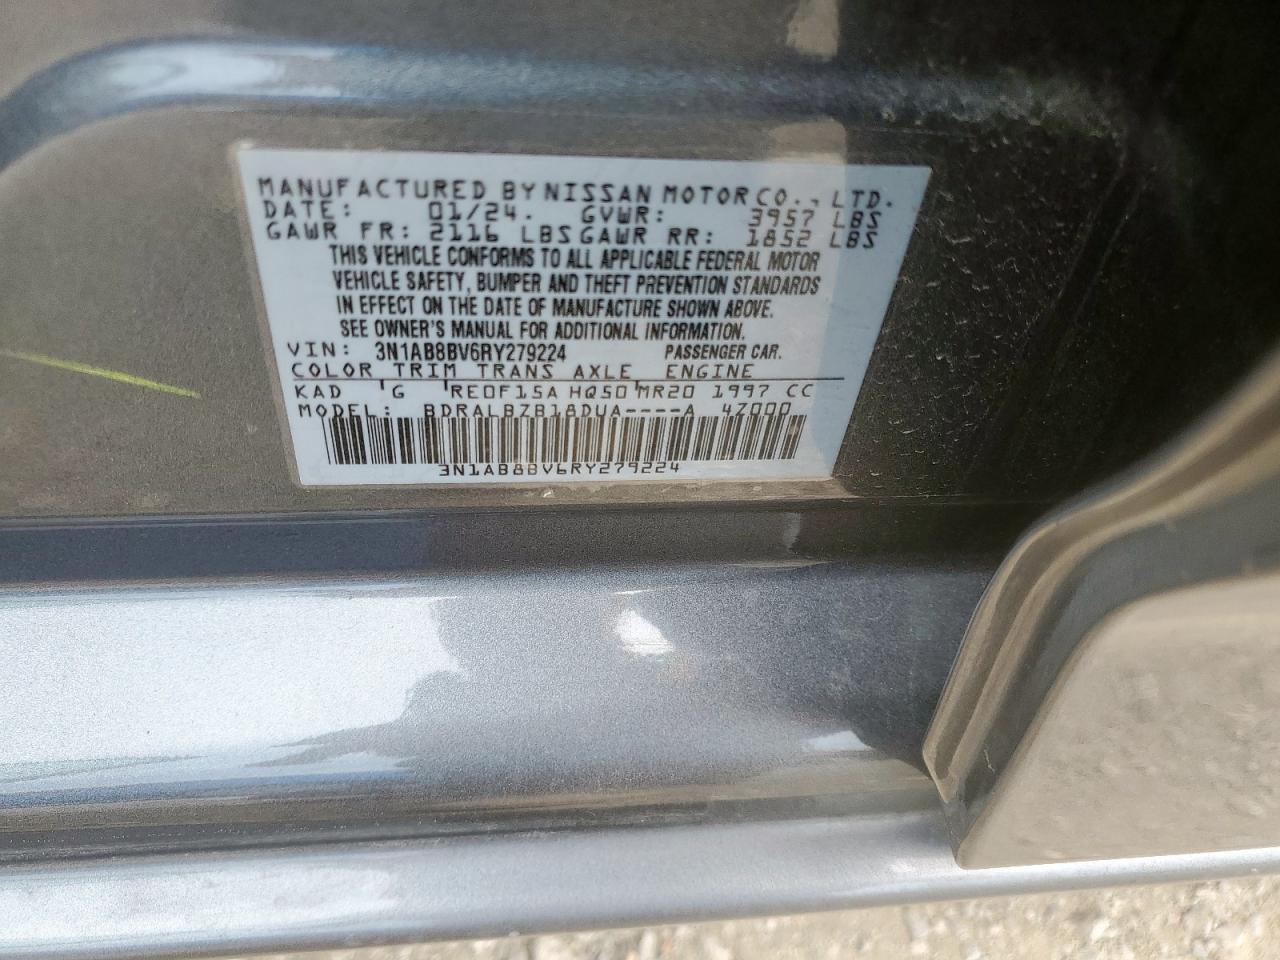 MANUFACTURED BY NISSAN MOTOR CO., LTD.
DATE: 01/24. GVWR: 3957 LBS
GAWR FR: 2116 LBS GAWR RR: 1852 LBS
THIS VEHICLE CONFORMS TO ALL APPLICABLE FEDERAL MOTOR
VEHICLE SAFETY, BUMPER AND THEFT PREVENTION STANDARDS
IN EFFECT ON THE DATE OF MANUFACTURE SHOWN ABOVE.
SEE OWNER'S MANUAL FOR ADDITIONAL INFORMATION.
VIN: 3N1AB8BV6RY279224 PASSENGER CAR.
COLOR TRIM TRANS AXLE ENGINE
KAD G RE0F15A HQ50 MR20 1997 CC
MODEL: BDRALBZB18DUA----A 4Z000
3N1AB8BV6RY279224